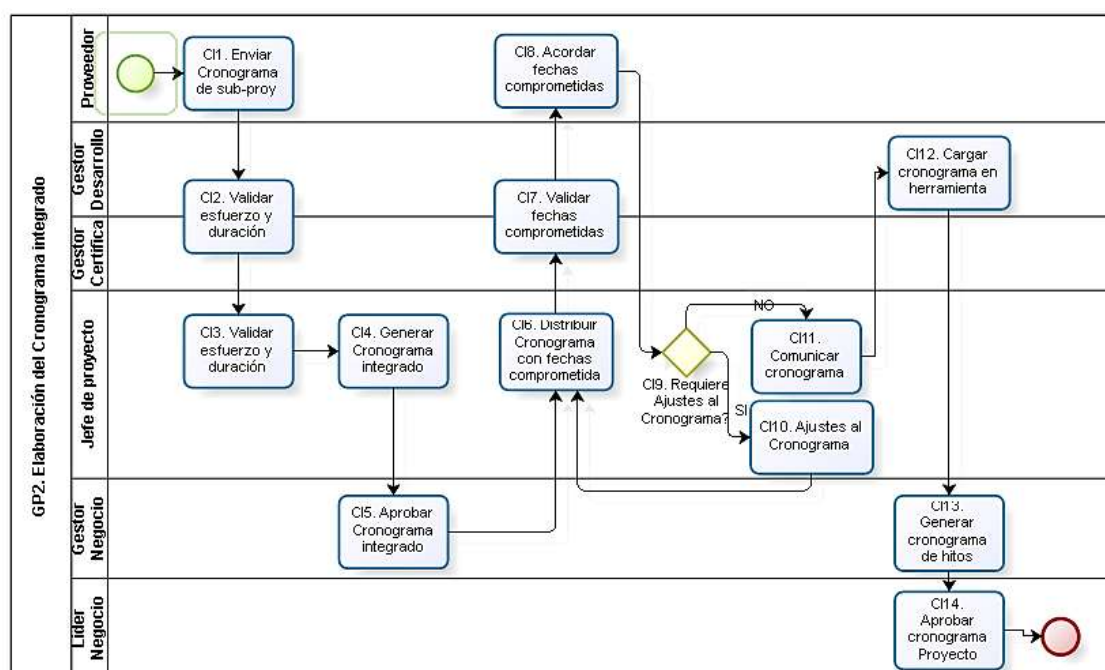 GP2. Elaboración del Cronograma integrado
Proveedor
CI1. Enviar
Cronograma
de sub-proy
CI8. Acordar
fechas
comprometidas
Gestor
Desarrollo
CI12. Cargar
cronograma en
herramienta
CI2. Validar
esfuerzo y
duración
CI7. Validar
fechas
comprometidas
Gestor
Certifica
Jefe de proyecto
CI3. Validar
esfuerzo y
duración
CI4. Generar
Cronograma
integrado
CI6. Distribuir
Cronograma
con fechas
comprometida
NO
CI11.
Comunicar
cronograma
CI9. Requiere
Ajustes al
Cronograma?
SI
CI10. Ajustes al
Cronograma
Gestor
Negocio
CI5. Aprobar
Cronograma
integrado
CI13.
Generar
cronograma
de hitos
Líder
Negocio
CI14.
Aprobar
cronograma
Proyecto